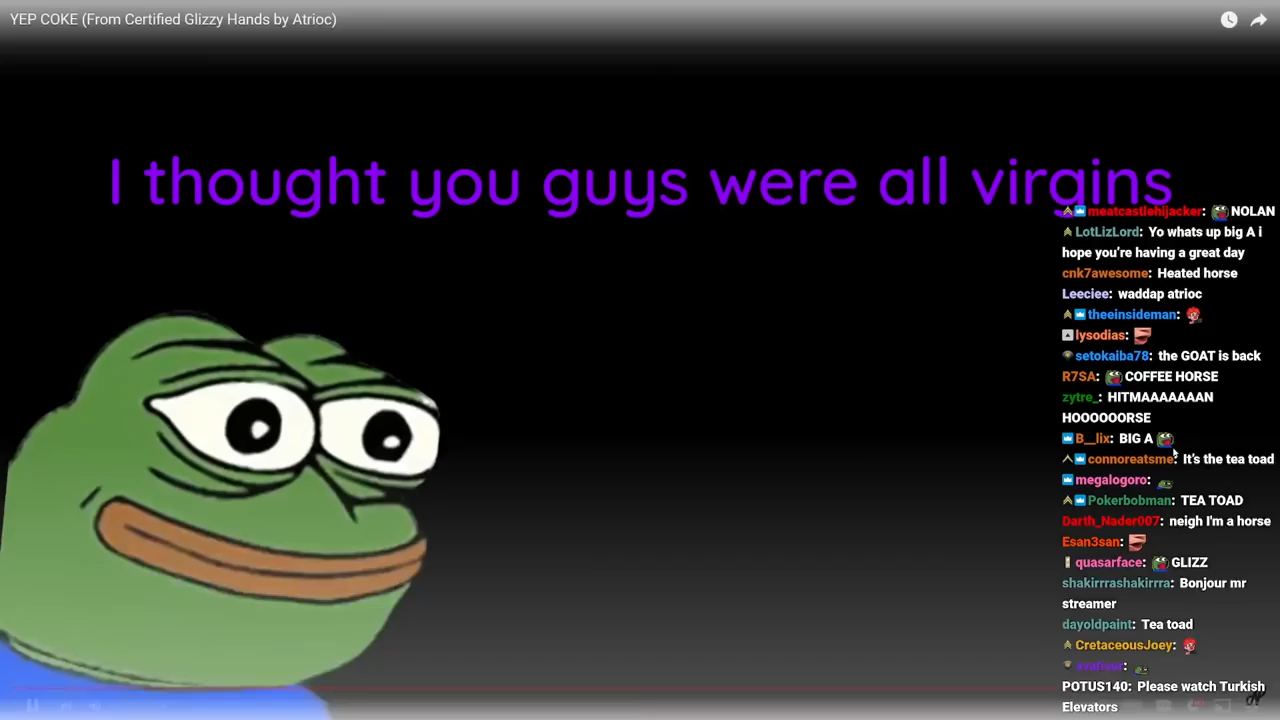 YEP COKE (From Certified Glizzy Hands by Atrioc)
I thought you guys were all virgins
meatcastlehijacker: NOLAN
LotLizLord: Yo whats up big A i
hope you're having a great day
cnk7awesome: Heated horse
Leeciee: waddap atrioc
theeinsideman:
lysodias:
setokaiba78: the GOAT is back
R7SA: COFFEE HORSE
zytre_: HITMAAAAAAAN
HOOOOOORSE
B__lix: BIG A
connoreatsme: It's the tea toad
megalogoro:
Pokerbobman: TEA TOAD
Darth_Nader007: neigh I'm a horse
Esan3san:
quasarface: GLIZZ
shakirrrashakirrra: Bonjour mr
streamer
dayoldpaint: Tea toad
CretaceousJoey:
POTUS140: Please watch Turkish
Elevators